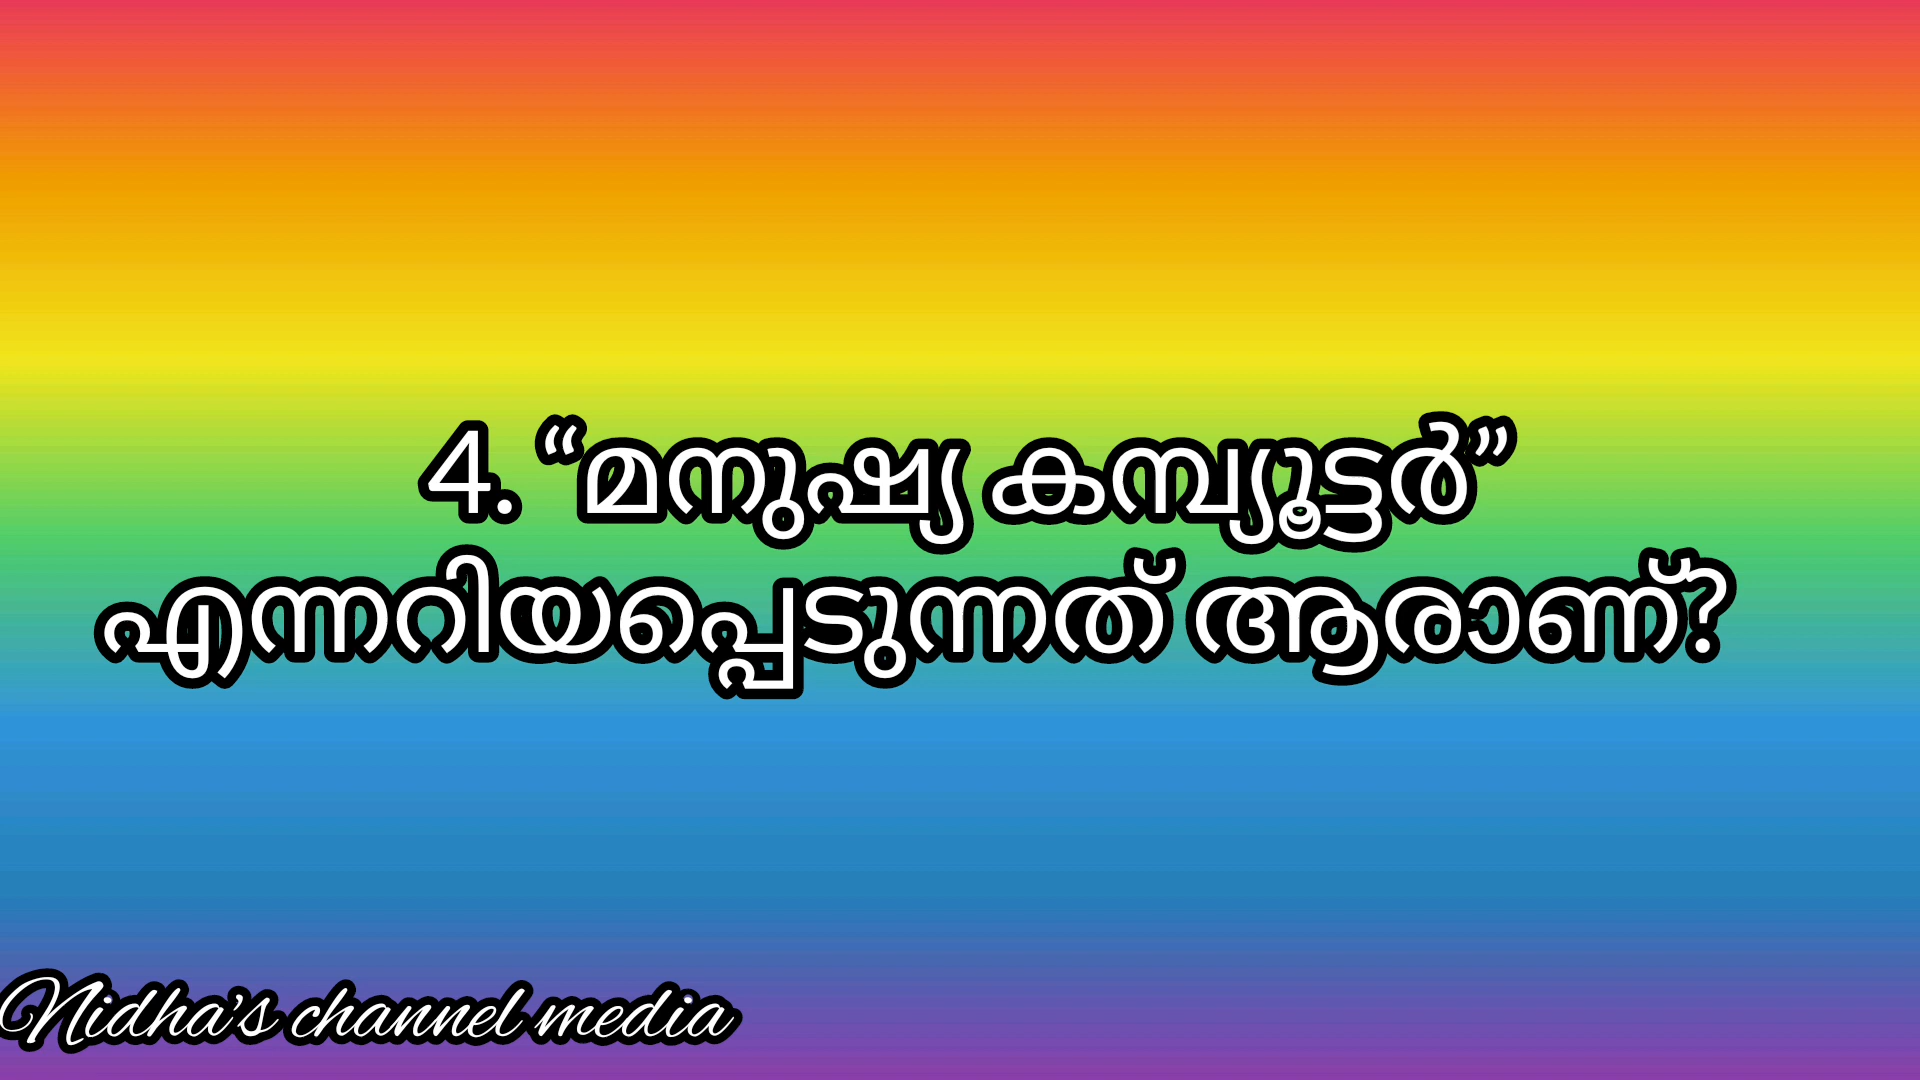 4. “മനുഷ്യ കമ്പ്യൂട്ടർ”
എന്നറിയപ്പെടുന്നത് ആരാണ്?
Nidha's channel media